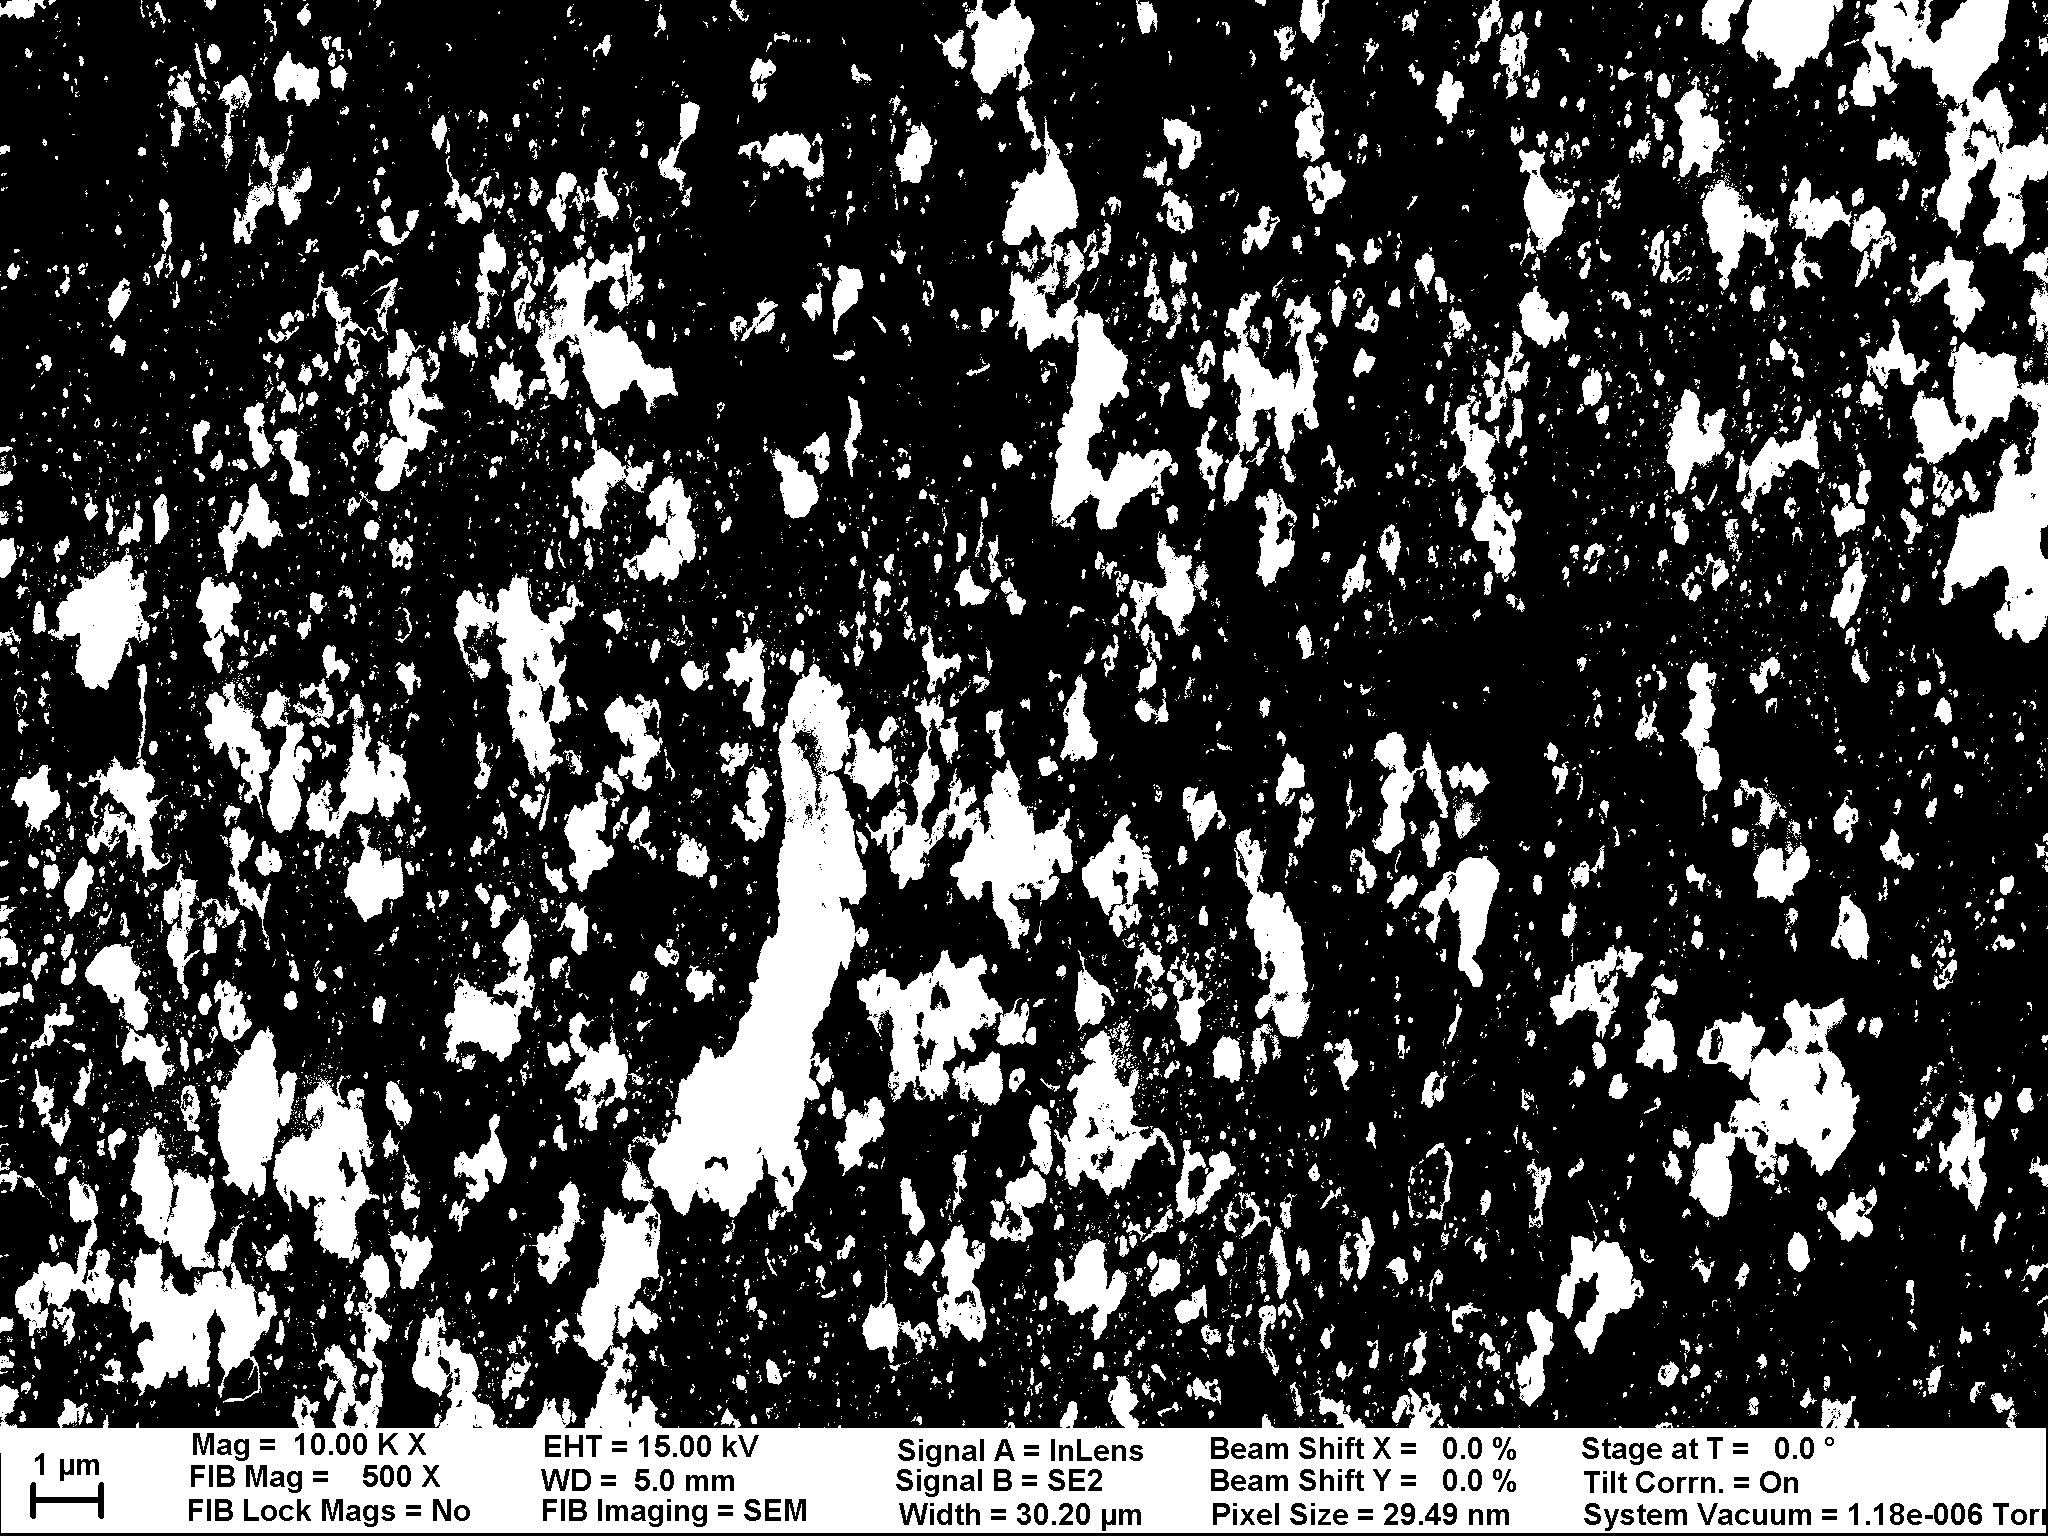 1 µm
Mag = 10.00 K X
FIB Mag = 500 X
FIB Lock Mags = No
EHT = 15.00 kV
WD = 5.0 mm
FIB Imaging = SEM
Signal A = InLens
Signal B = SE2
Width = 30.20 µm
Beam Shift X = 0.0 %
Beam Shift Y = 0.0 %
Pixel Size = 29.49 nm
Stage at T = 0.0 °
Tilt Corrn. = On
System Vacuum = 1.18e-006 Torr